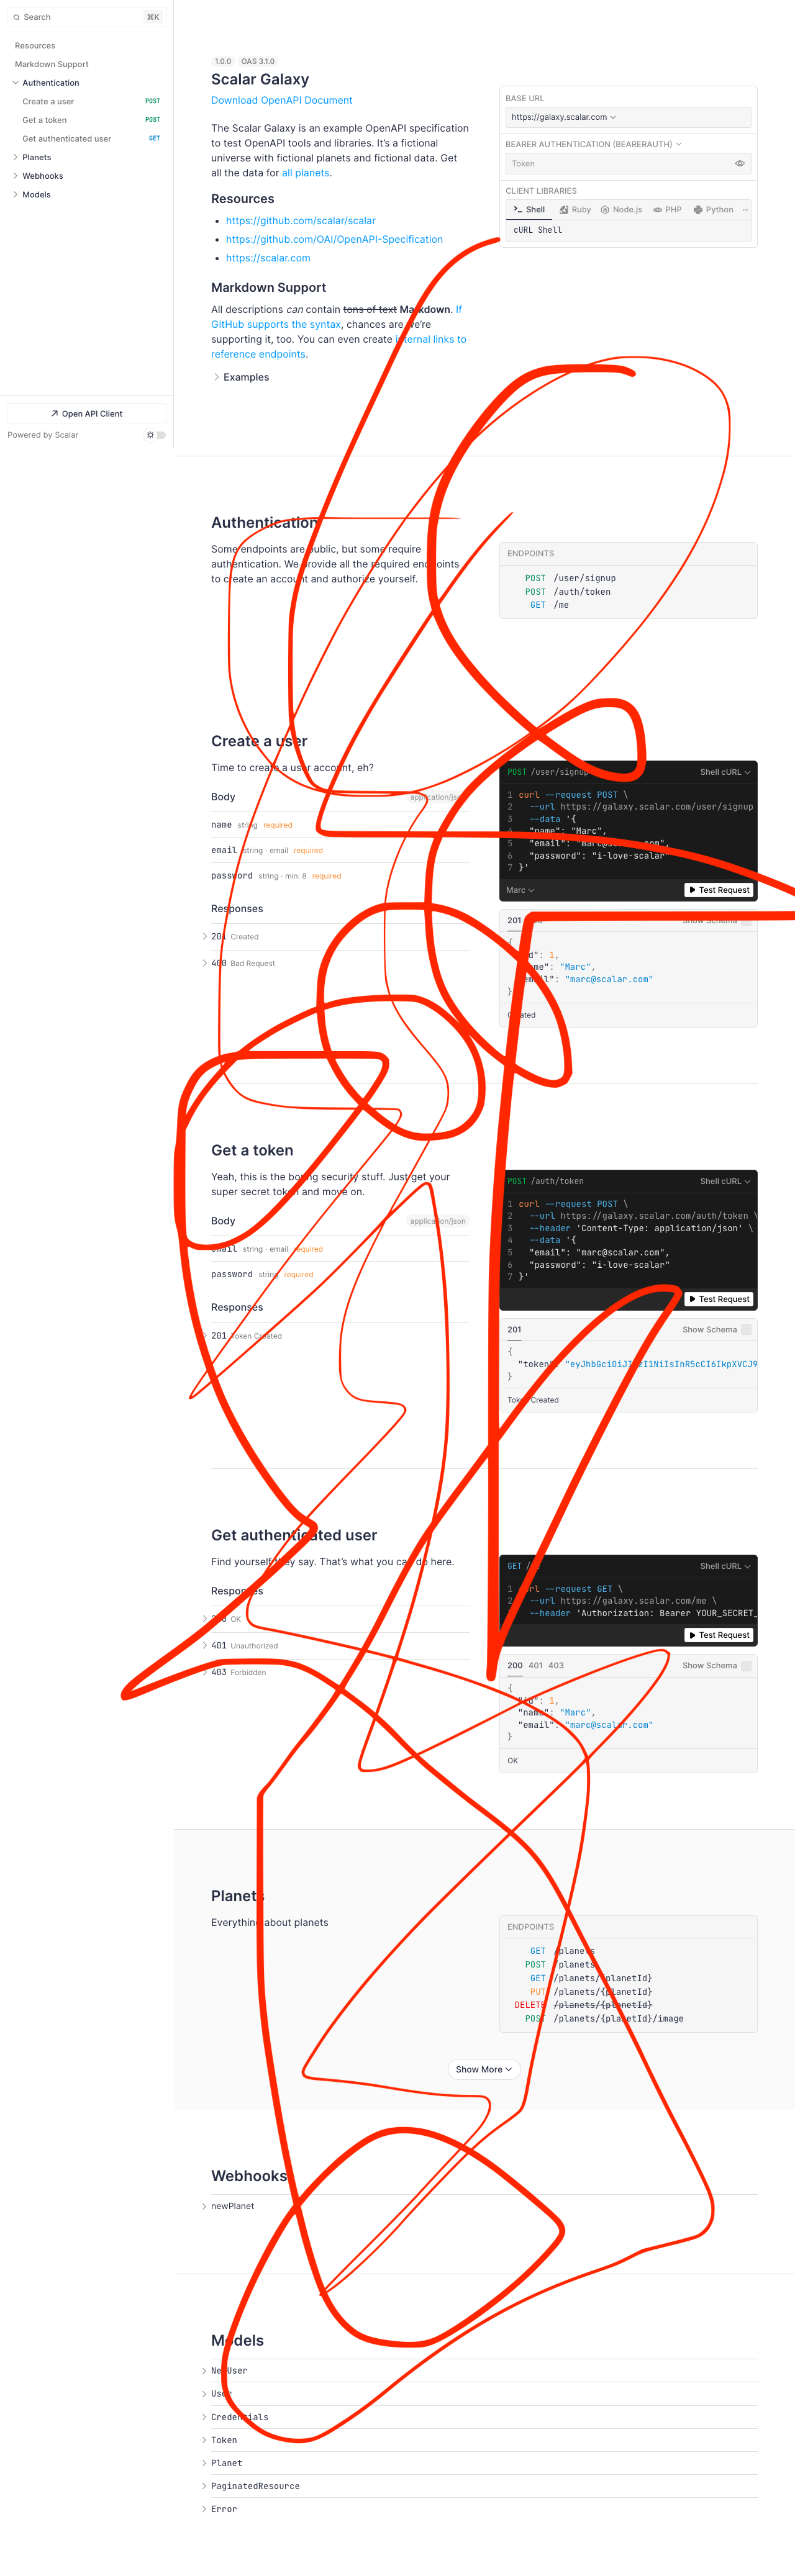 Search ⌘K
Resources
Markdown Support
Authentication
Create a user POST
Get a token POST
Get authenticated user GET
Planets
Webhooks
Models
Open API Client
Powered by Scalar
1.0.0 OAS 3.1.0
Scalar Galaxy
Download OpenAPI Document
The Scalar Galaxy is an example OpenAPI specification
to test OpenAPI tools and libraries. It's a fictional
universe with fictional planets and fictional data. Get
all the data for all planets.
Resources
https://github.com/scalar/scalar
https://github.com/OAI/OpenAPI-Specification
https://scalar.com
Markdown Support
All descriptions can contain tons of text Markdown. If
GitHub supports the syntax, chances are we're
supporting it, too. You can even create internal links to
reference endpoints.
Examples
BASE URL
https://galaxy.scalar.com
BEARER AUTHENTICATION (BEARERAUTH)
Token
CLIENT LIBRARIES
Shell Ruby Node.js PHP Python ...
cURL Shell
Authentication
Some endpoints are public, but some require
authentication. We provide all the required endpoints
to create an account and authorize yourself.
ENDPOINTS
POST /user/signup
POST /auth/token
GET /me
Create a user
Time to create a user account, eh?
Body application/json
name string required
email string · email required
password string · min: 8 required
Responses
201 Created
400 Bad Request
POST /user/signup Shell cURL
1 curl --request POST \
2 --url https://galaxy.scalar.com/user/signup
3 --data '{
4 "name": "Marc",
5 "email": "marc@scalar.com",
6 "password": "i-love-scalar"
7 }'
Marc Test Request
201 Show Schema
{
"id": 1,
"name": "Marc",
"email": "marc@scalar.com"
}
Created
Get a token
Yeah, this is the boring security stuff. Just get your
super secret token and move on.
Body application/json
email string · email required
password string required
Responses
201 Token Created
POST /auth/token Shell cURL
1 curl --request POST \
2 --url https://galaxy.scalar.com/auth/token \
3 --header 'Content-Type: application/json' \
4 --data '{
5 "email": "marc@scalar.com",
6 "password": "i-love-scalar"
7 }'
Test Request
201 Show Schema
{
"token":
}
Token Created
Get authenticated user
Find yourself they say. That's what you can do here.
Responses
200 OK
401 Unauthorized
403 Forbidden
GET /me Shell cURL
1 curl --request GET \
2 --url https://galaxy.scalar.com/me \
3 --header 'Authorization: Bearer YOUR_SECRET_
Test Request
200 401 403 Show Schema
{
"id": 1,
"name": "Marc",
"email": "marc@scalar.com"
}
OK
Planets
Everything about planets
ENDPOINTS
GET /planets
POST /planets
GET /planets/{planetId}
PUT /planets/{planetId}
DELETE /planets/{planetId}
POST /planets/{planetId}/image
Show More
Webhooks
newPlanet
Models
NewUser
User
Credentials
Token
Planet
PaginatedResource
Error